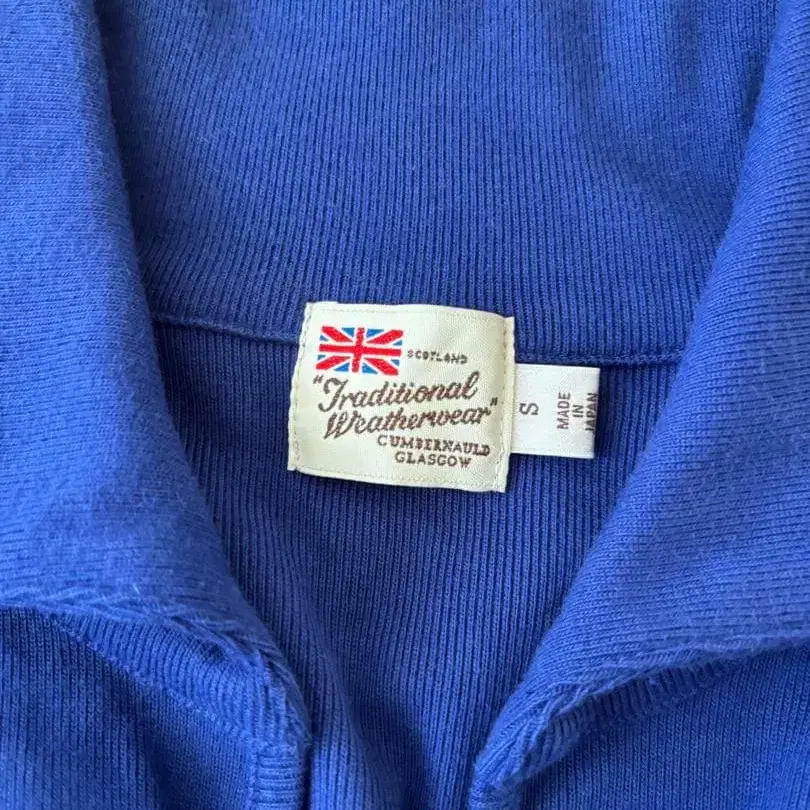 SCOTLAND
"Traditional
Weatherwear"
CUMBERNAULD
GLASGOW
S
MADE
IN
JAPAN